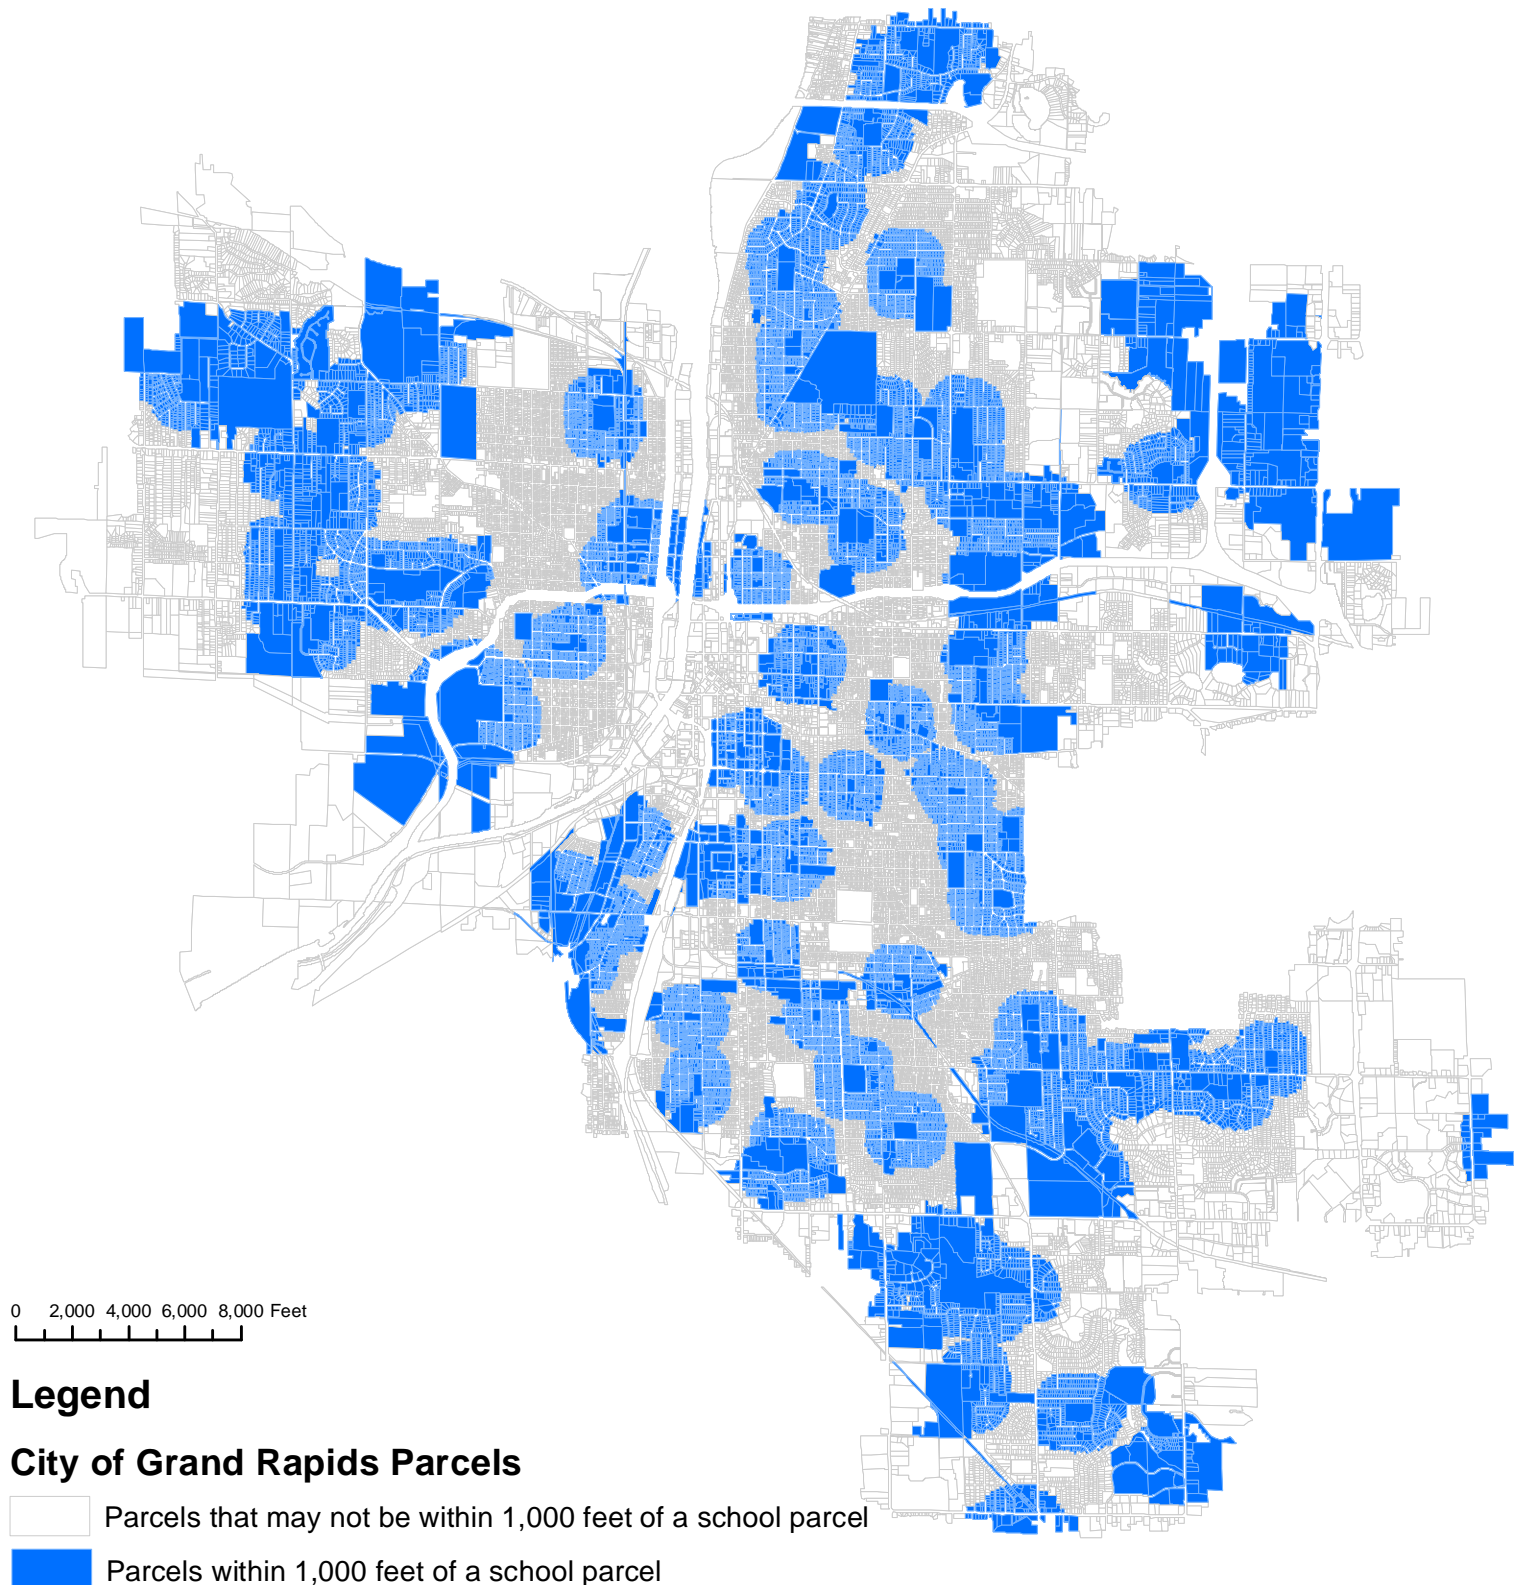 0 2,000 4,000 6,000 8,000 Feet
Legend
City of Grand Rapids Parcels
Parcels that may not be within 1,000 feet of a school parcel
Parcels within 1,000 feet of a school parcel